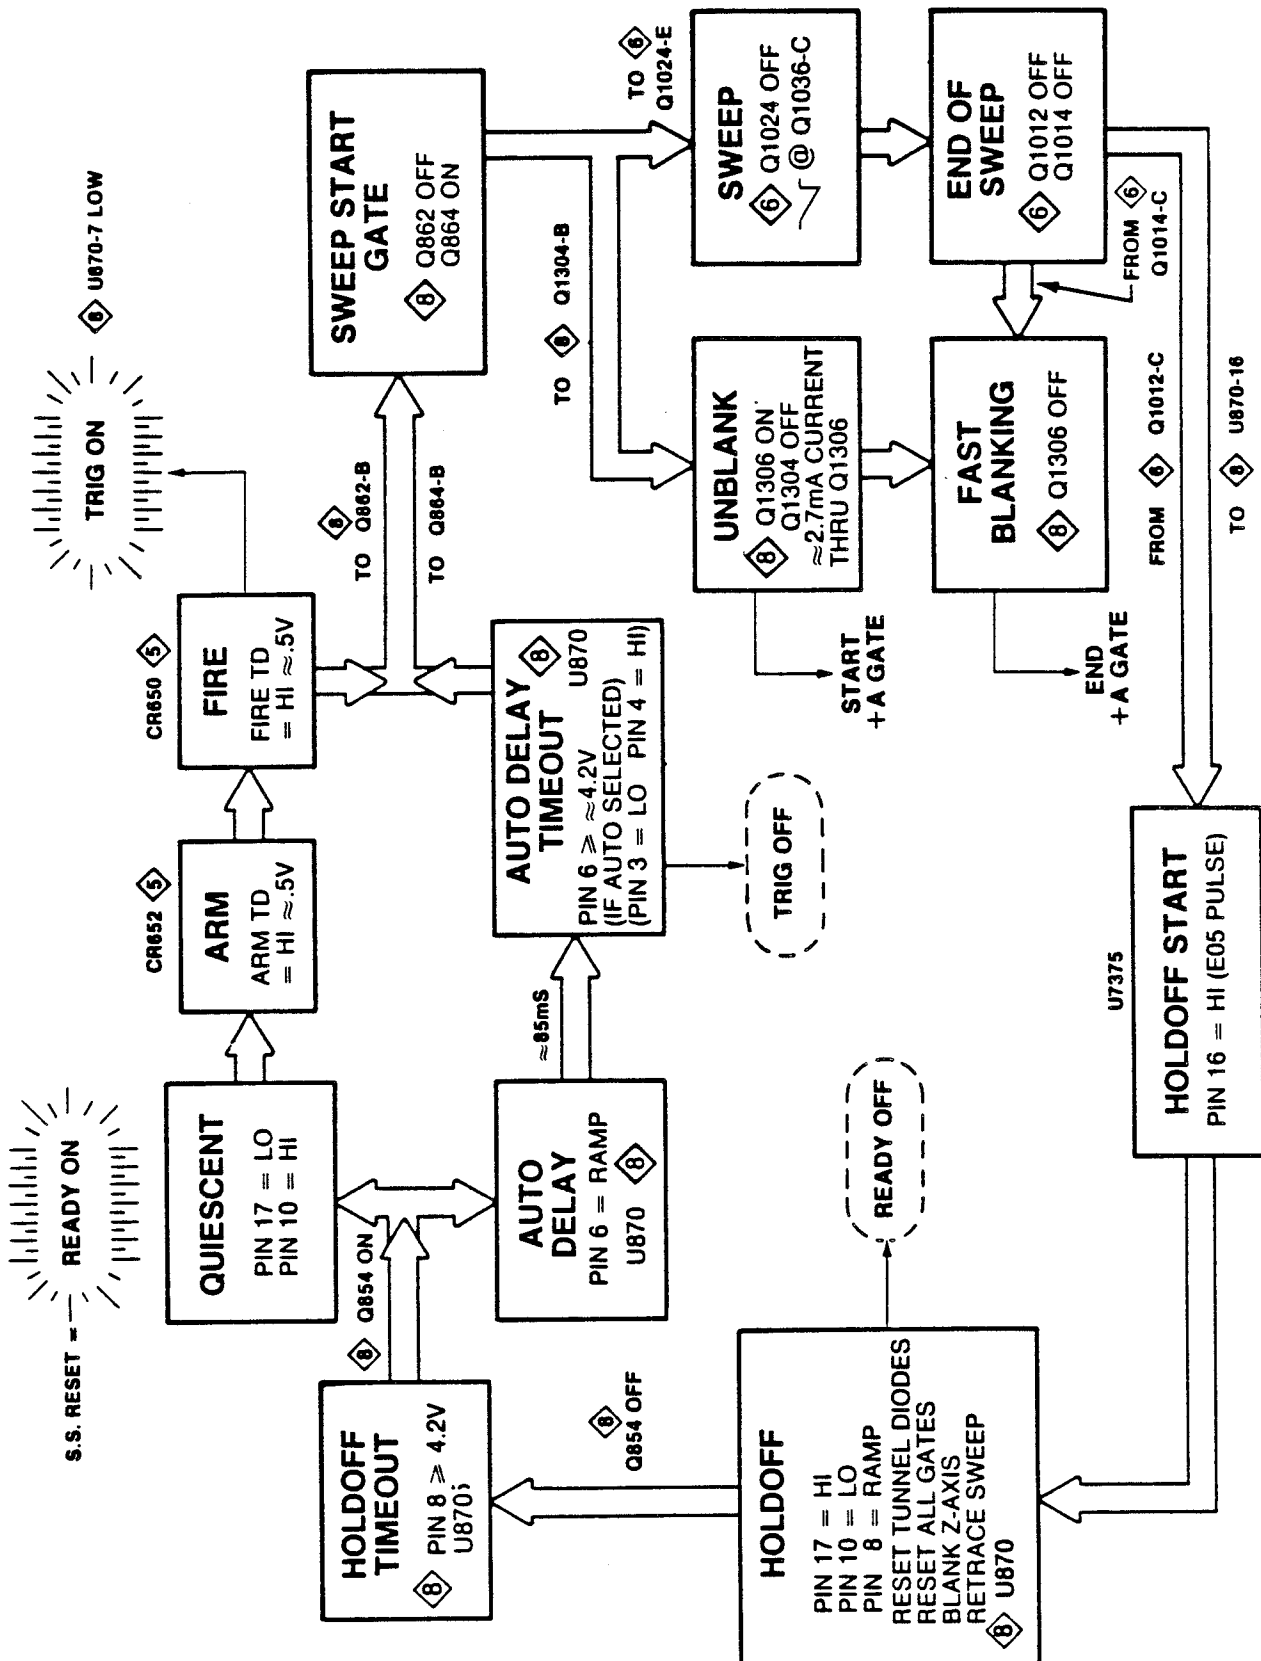 S.S. RESET =
READY ON
QUIESCENT
PIN 17 = LO
PIN 10 = HI
CR652 5
ARM
ARM TD
= HI ≈.5V
CR650 5
FIRE
FIRE TD
= HI ≈.5V
TRIG ON
8 U870-7 LOW
HOLDOFF
TIMEOUT
8 PIN 8 ≥ 4.2V
U870
8 Q854 ON
AUTO
DELAY
PIN 6 = RAMP
U870 8
≈85mS
AUTO DELAY
TIMEOUT 8
U870
PIN 6 ≥ ≈4.2V
(IF AUTO SELECTED)
(PIN 3 = LO PIN 4 = HI)
TRIG OFF
8
TO Q862-B
TO Q864-B
SWEEP START
GATE
8 Q862 OFF
Q864 ON
TO 8 Q1304-B
TO 6
Q1024-E
SWEEP
6 Q1024 OFF
@ Q1036-C
UNBLANK
8 Q1306 ON
Q1304 OFF
≈2.7mA CURRENT
THRU Q1306
START
+A GATE
END OF
SWEEP
6 Q1012 OFF
Q1014 OFF
FROM 6
Q1014-C
FAST
BLANKING
8 Q1306 OFF
END
+A GATE
FROM 6 Q1012-C
TO 8 U870-16
U7375
HOLDOFF START
PIN 16 = HI (E05 PULSE)
HOLDOFF
PIN 17 = HI
PIN 10 = LO
PIN 8 = RAMP
RESET TUNNEL DIODES
RESET ALL GATES
BLANK Z-AXIS
RETRACE SWEEP
8 U870
READY OFF
8
Q854 OFF